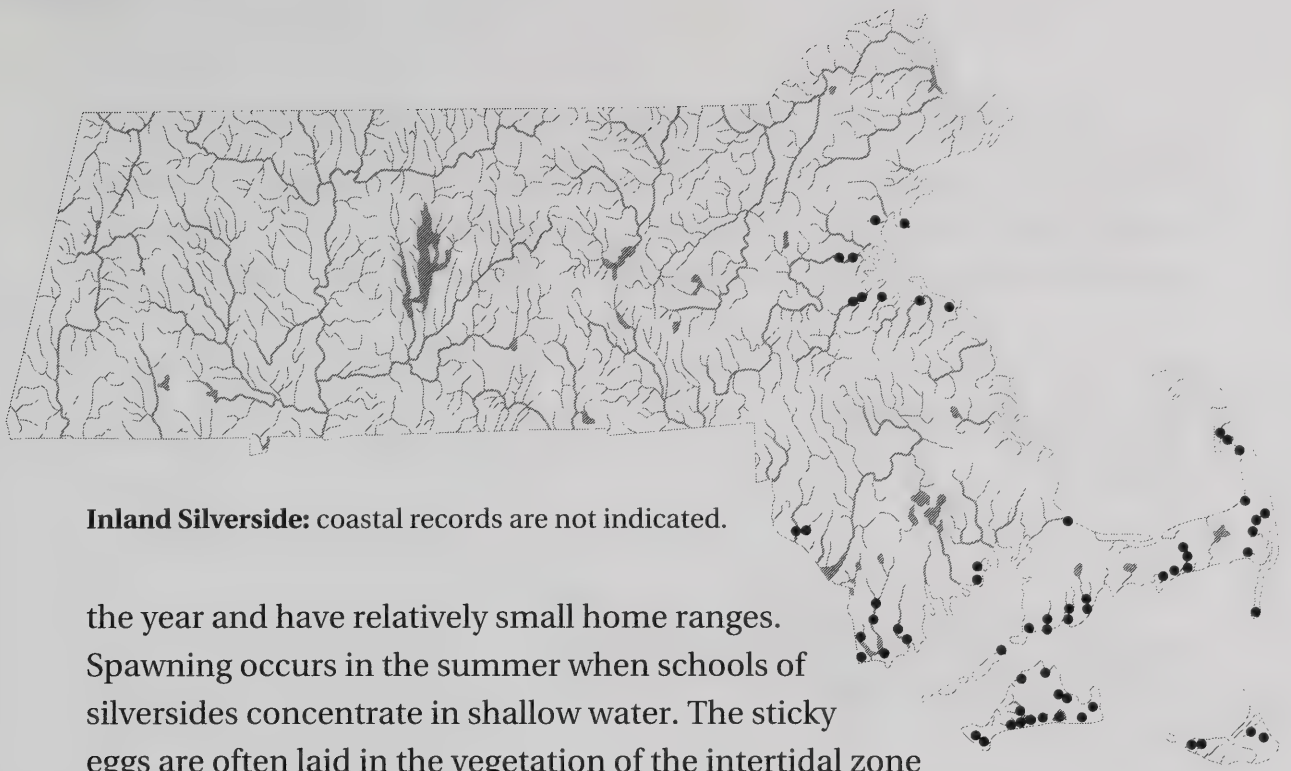 Inland Silverside: coastal records are not indicated.
the year and have relatively small home ranges.
Spawning occurs in the summer when schools of
silversides concentrate in shallow water. The sticky
eggs are often laid in the vegetation of the intertidal zone